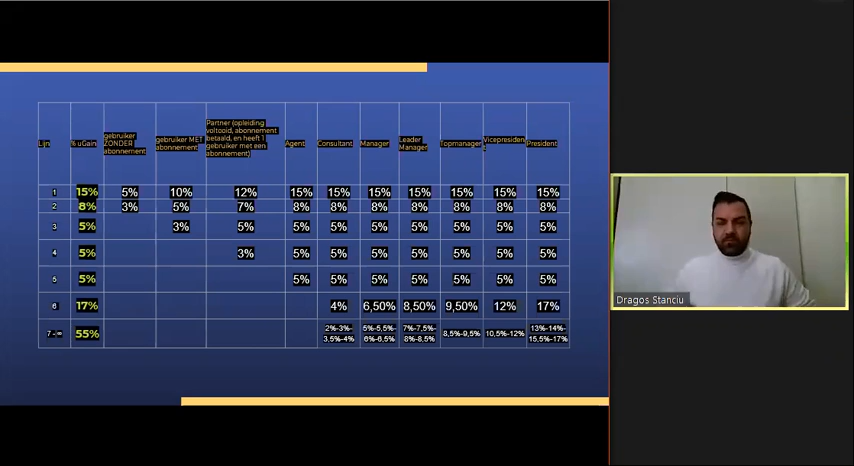 Lijn % uGain gebruiker ZONDER abonnement gebruiker MET abonnement Partner (opleiding voltooid, abonnement betaald, en heeft 1 gebruiker met een abonnement) Agent Consultant Manager Leader Manager Topmanager Vicepresident President
1 15% 5% 10% 12% 15% 15% 15% 15% 15% 15% 15%
2 8% 3% 5% 7% 8% 8% 8% 8% 8% 8% 8%
3 5% 3% 5% 5% 5% 5% 5% 5% 5% 5%
4 5% 3% 5% 5% 5% 5% 5% 5% 5%
5 5% 5% 5% 5% 5% 5% 5% 5%
6 17% 4% 6,50% 8,50% 9,50% 12% 17%
7 - ∞ 55% 2%-3%-3,5%-4% 5%-5,5%-6%-6,5% 7%-7,5%-8%-8,5% 8,5%-9,5% 10,5%-12% 13%-14%-15,5%-17%
Dragos Stanciu